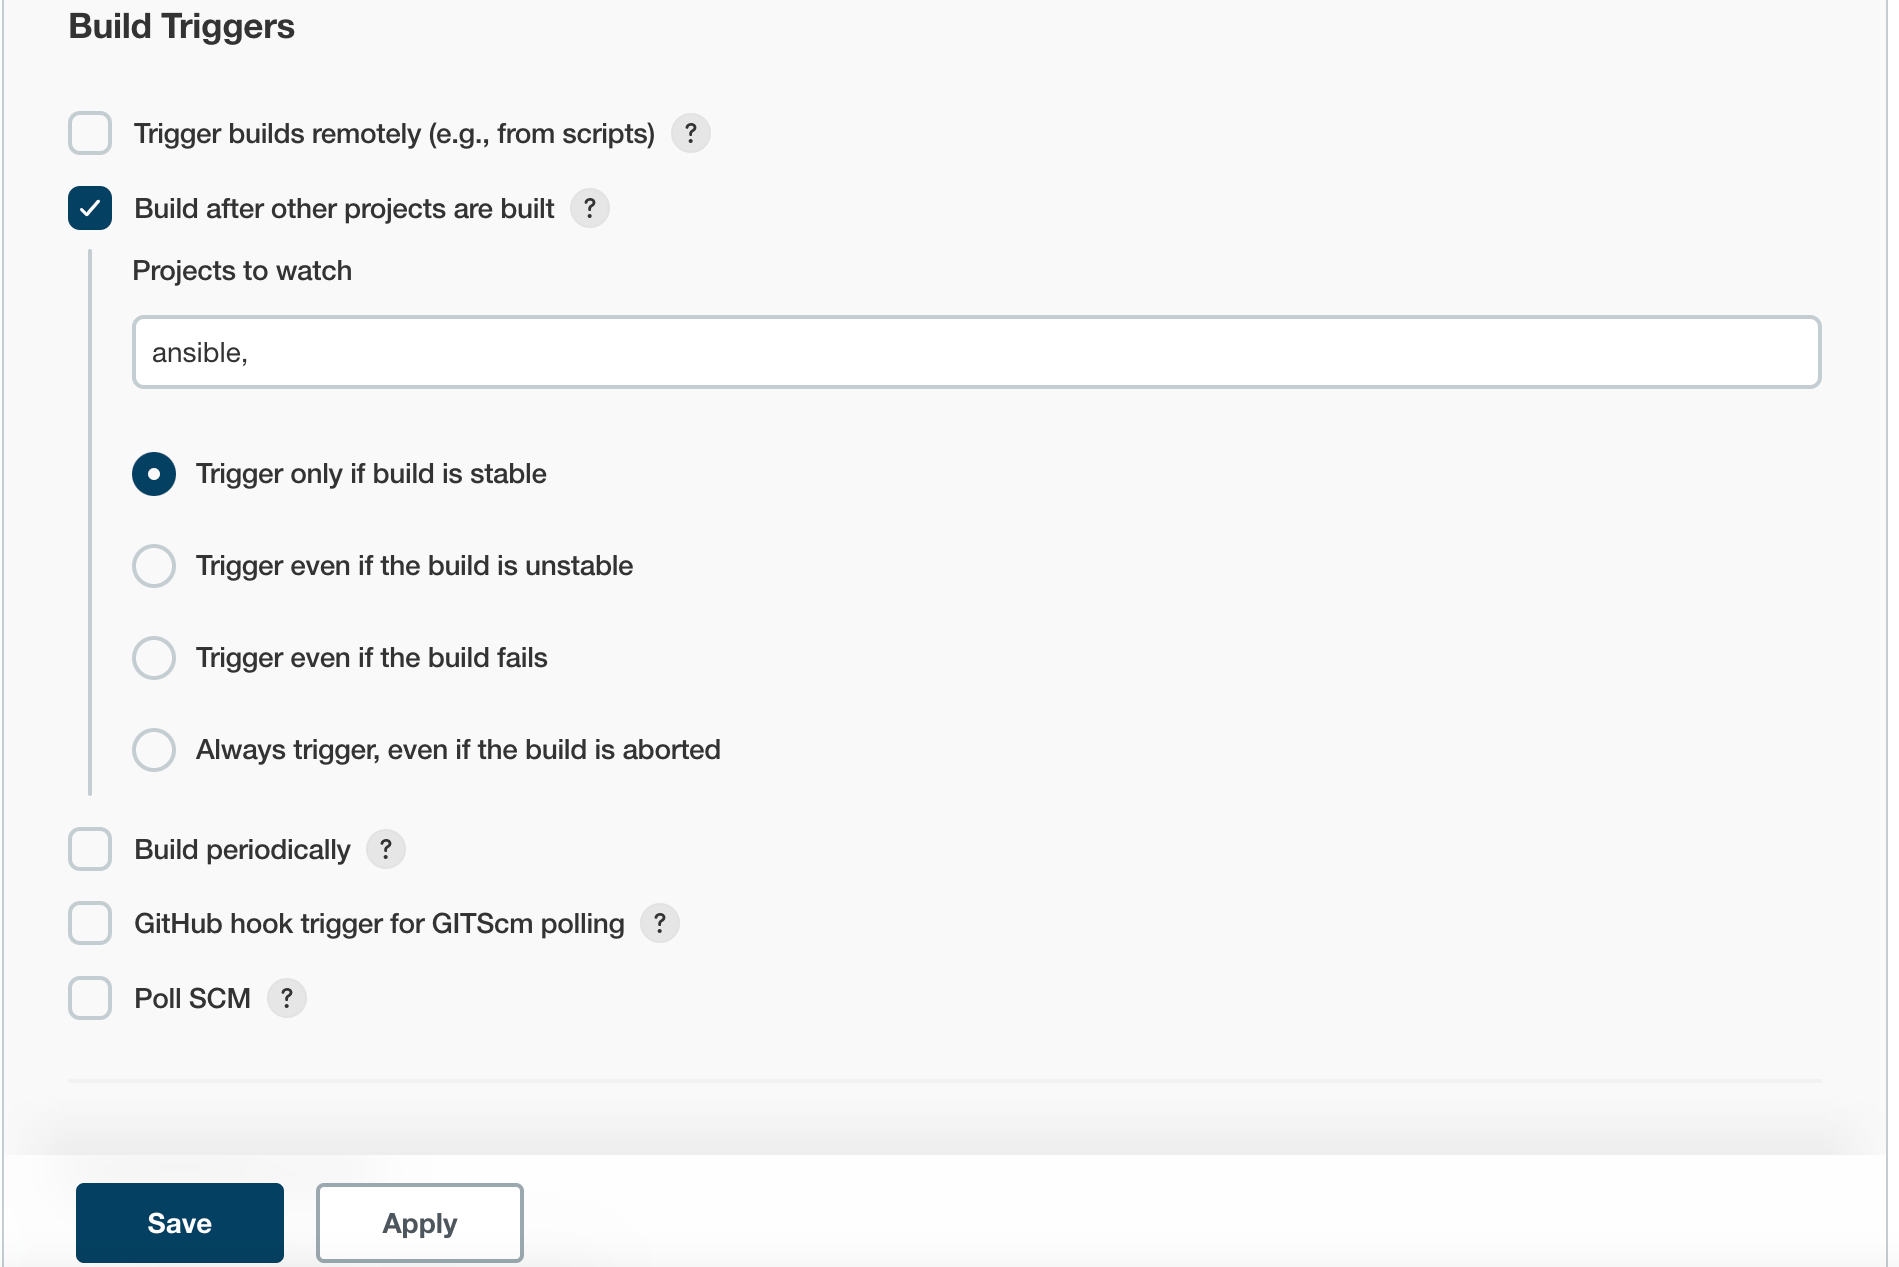 Build Triggers
Trigger builds remotely (e.g., from scripts) ?
Build after other projects are built ?
Projects to watch
ansible,
Trigger only if build is stable
Trigger even if the build is unstable
Trigger even if the build fails
Always trigger, even if the build is aborted
Build periodically ?
GitHub hook trigger for GITScm polling ?
Poll SCM ?
Save Apply